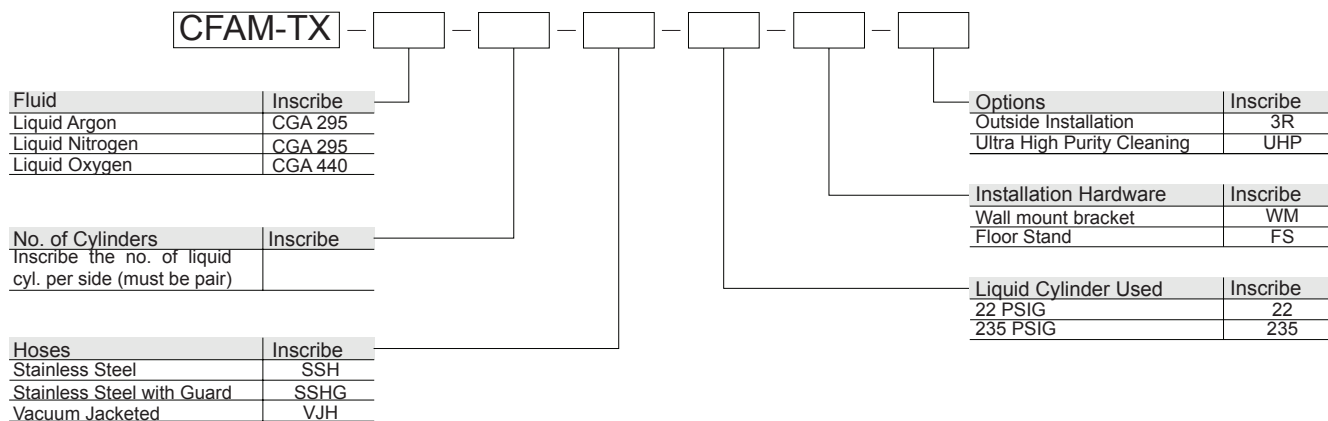 CFAM-TX – – – – – –
Fluid Inscribe
Liquid Argon CGA 295
Liquid Nitrogen CGA 295
Liquid Oxygen CGA 440
No. of Cylinders Inscribe
Inscribe the no. of liquid
cyl. per side (must be pair)
Hoses Inscribe
Stainless Steel SSH
Stainless Steel with Guard SSHG
Vacuum Jacketed VJH
Options Inscribe
Outside Installation 3R
Ultra High Purity Cleaning UHP
Installation Hardware Inscribe
Wall mount bracket WM
Floor Stand FS
Liquid Cylinder Used Inscribe
22 PSIG 22
235 PSIG 235